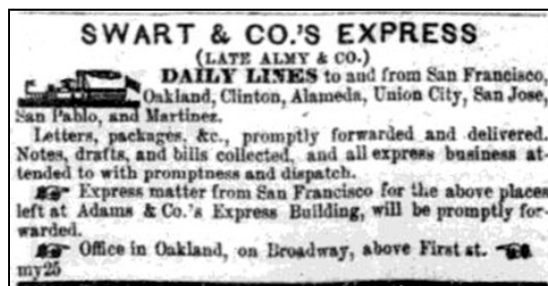 SWART & CO.'S EXPRESS
(LATE ALMY & CO.)
DAILY LINES to and from San Francisco,
Oakland, Clinton, Alameda, Union City, San Jose,
San Pablo, and Martinez.
Letters, packages, &c., promptly forwarded and delivered.
Notes, drafts, and bills collected, and all express business at-
tended to with promptness and dispatch.
☞ Express matter from San Francisco for the above places
left at Adams & Co.'s Express Building, will be promptly for-
warded.
☞ Office in Oakland, on Broadway, above First st. ☜
my25